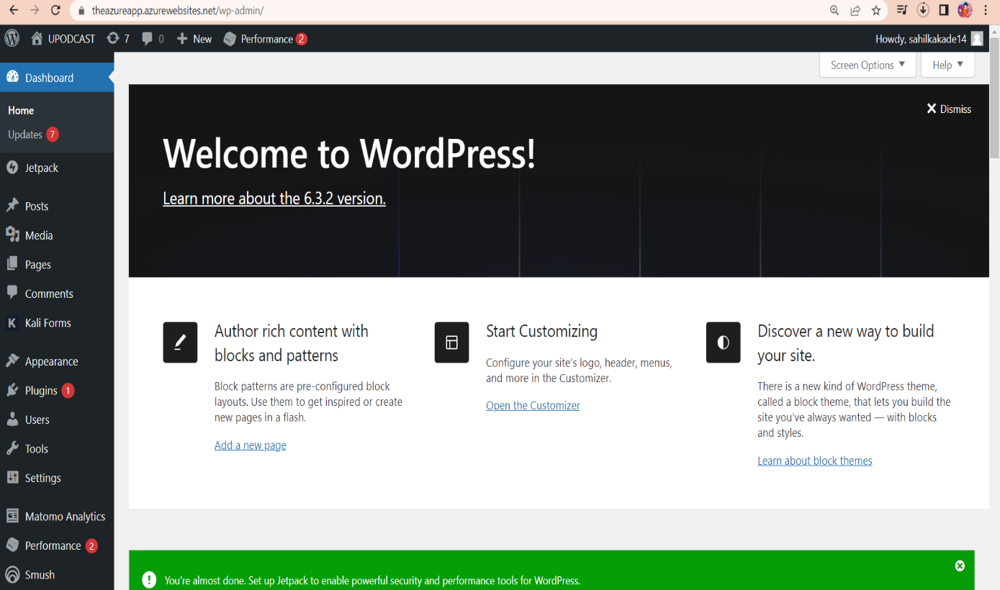 theazureapp.azurewebsites.net/wp-admin/
UPODCAST 7 0 New Performance 2 Howdy, sahilkakade14
Screen Options Help
Dashboard
Home
Updates 7
Jetpack
Posts
Media
Pages
Comments
Kali Forms
Appearance
Plugins 1
Users
Tools
Settings
Matomo Analytics
Performance 2
Smush
Dismiss
Welcome to WordPress!
Learn more about the 6.3.2 version.
Author rich content with
blocks and patterns
Block patterns are pre-configured block
layouts. Use them to get inspired or create
new pages in a flash.
Add a new page
Start Customizing
Configure your site’s logo, header, menus,
and more in the Customizer.
Open the Customizer
Discover a new way to build
your site.
There is a new kind of WordPress theme,
called a block theme, that lets you build the
site you’ve always wanted — with blocks
and styles.
Learn about block themes
You’re almost done. Set up Jetpack to enable powerful security and performance tools for WordPress.